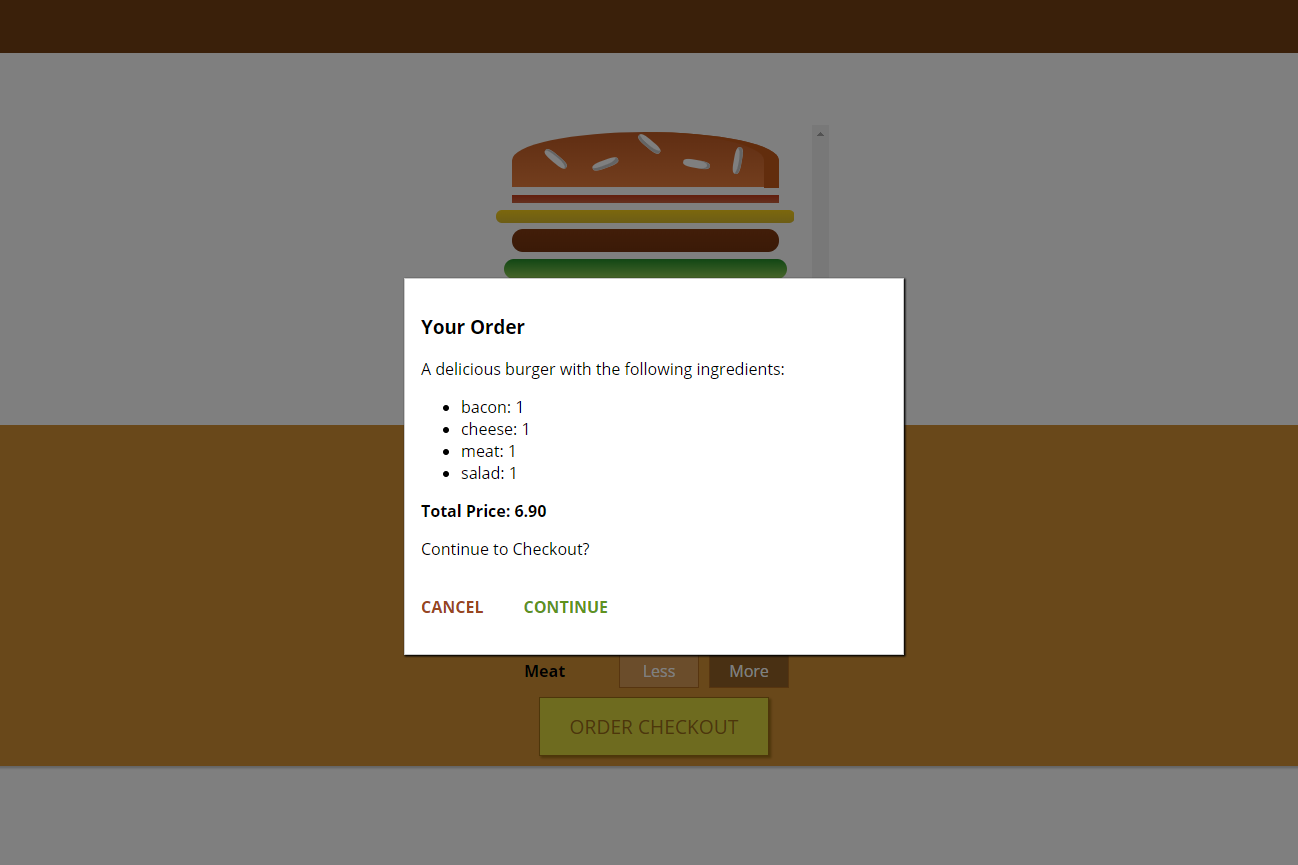 Your Order
A delicious burger with the following ingredients:
bacon: 1
cheese: 1
meat: 1
salad: 1
Total Price: 6.90
Continue to Checkout?
CANCEL CONTINUE
Meat Less More
ORDER CHECKOUT